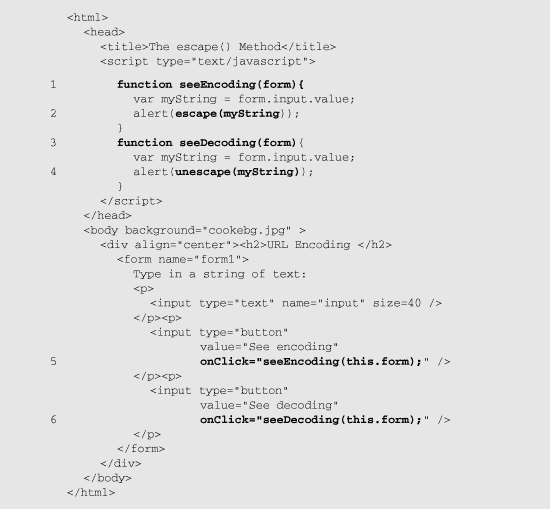 <html>
<head>
<title>The escape() Method</title>
<script type="text/javascript">
1 function seeEncoding(form){
var myString = form.input.value;
2 alert(escape(myString));
}
3 function seeDecoding(form){
var myString = form.input.value;
4 alert(unescape(myString));
}
</script>
</head>
<body background="cookebg.jpg" >
<div align="center"><h2>URL Encoding </h2>
<form name="form1">
Type in a string of text:
<p>
<input type="text" name="input" size=40 />
</p><p>
<input type="button"
value="See encoding"
5 onClick="seeEncoding(this.form);" />
</p><p>
<input type="button"
value="See decoding"
6 onClick="seeDecoding(this.form);" />
</p>
</form>
</div>
</body>
</html>